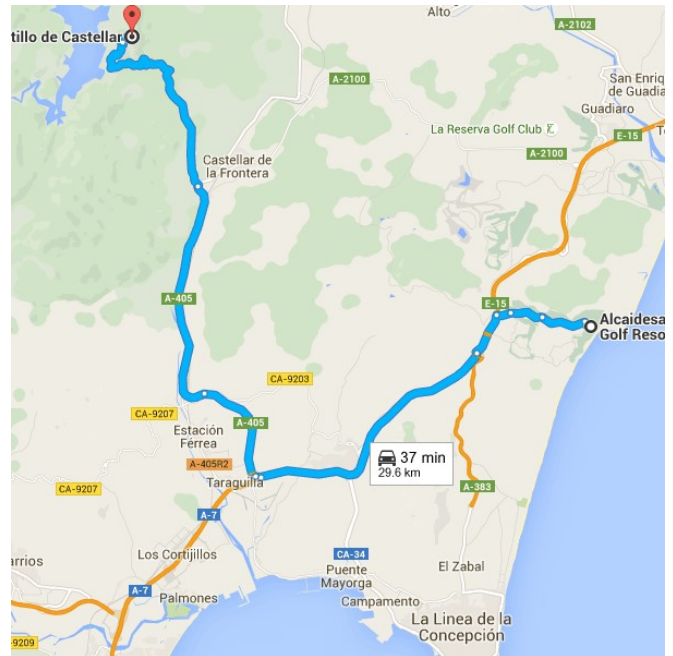 Alto
A-2102
tillo de Castellar
San Enriq
de Guadia
A-2100
Guadiaro
La Reserva Golf Club
E-15
A-2100
Castellar de
la Frontera
A-405
E-15
Alcaidesa
Golf Reso
CA-9203
CA-9207
A-405
Estación
Férrea
A-405R2
37 min
29.6 km
Taraguilla
CA-9207
A-383
A-7
CA-34
arrios
Los Cortijillos
El Zabal
Puente
Mayorga
A-7
Palmones
Campamento
La Linea de la
Concepción
-9209